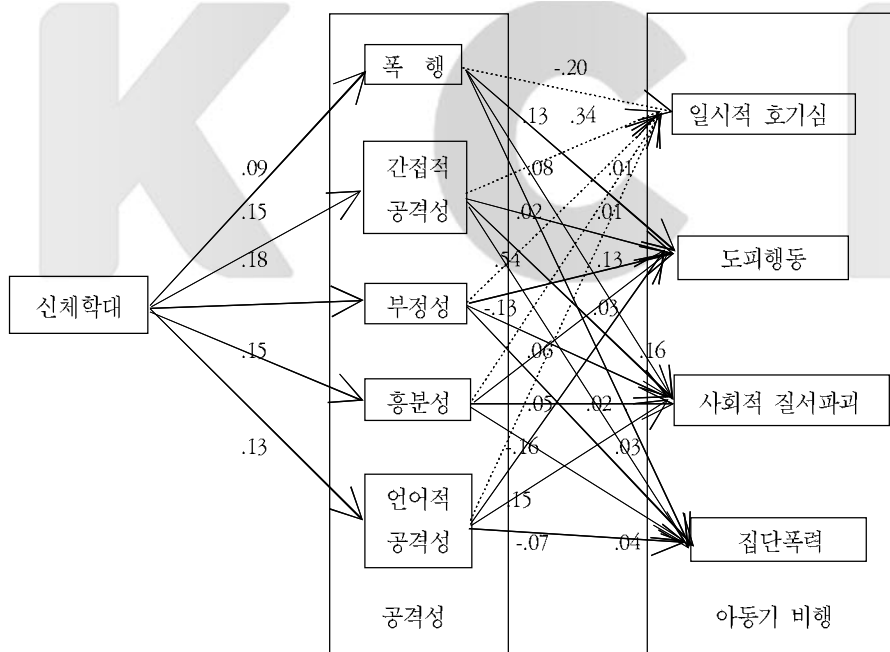 폭 행
-.20
일시적 호기심
.13
.34
.09
간접적
공격성
.08
.01
.15
.02
.01
.18
.54
.13
도피행동
신체학대
부정성
-.13
.03
.15
.06
.16
흥분성
.05
.02
사회적 질서파괴
.13
-.16
.03
언어적
공격성
.15
-.07
.04
집단폭력
공격성
아동기 비행
KCI